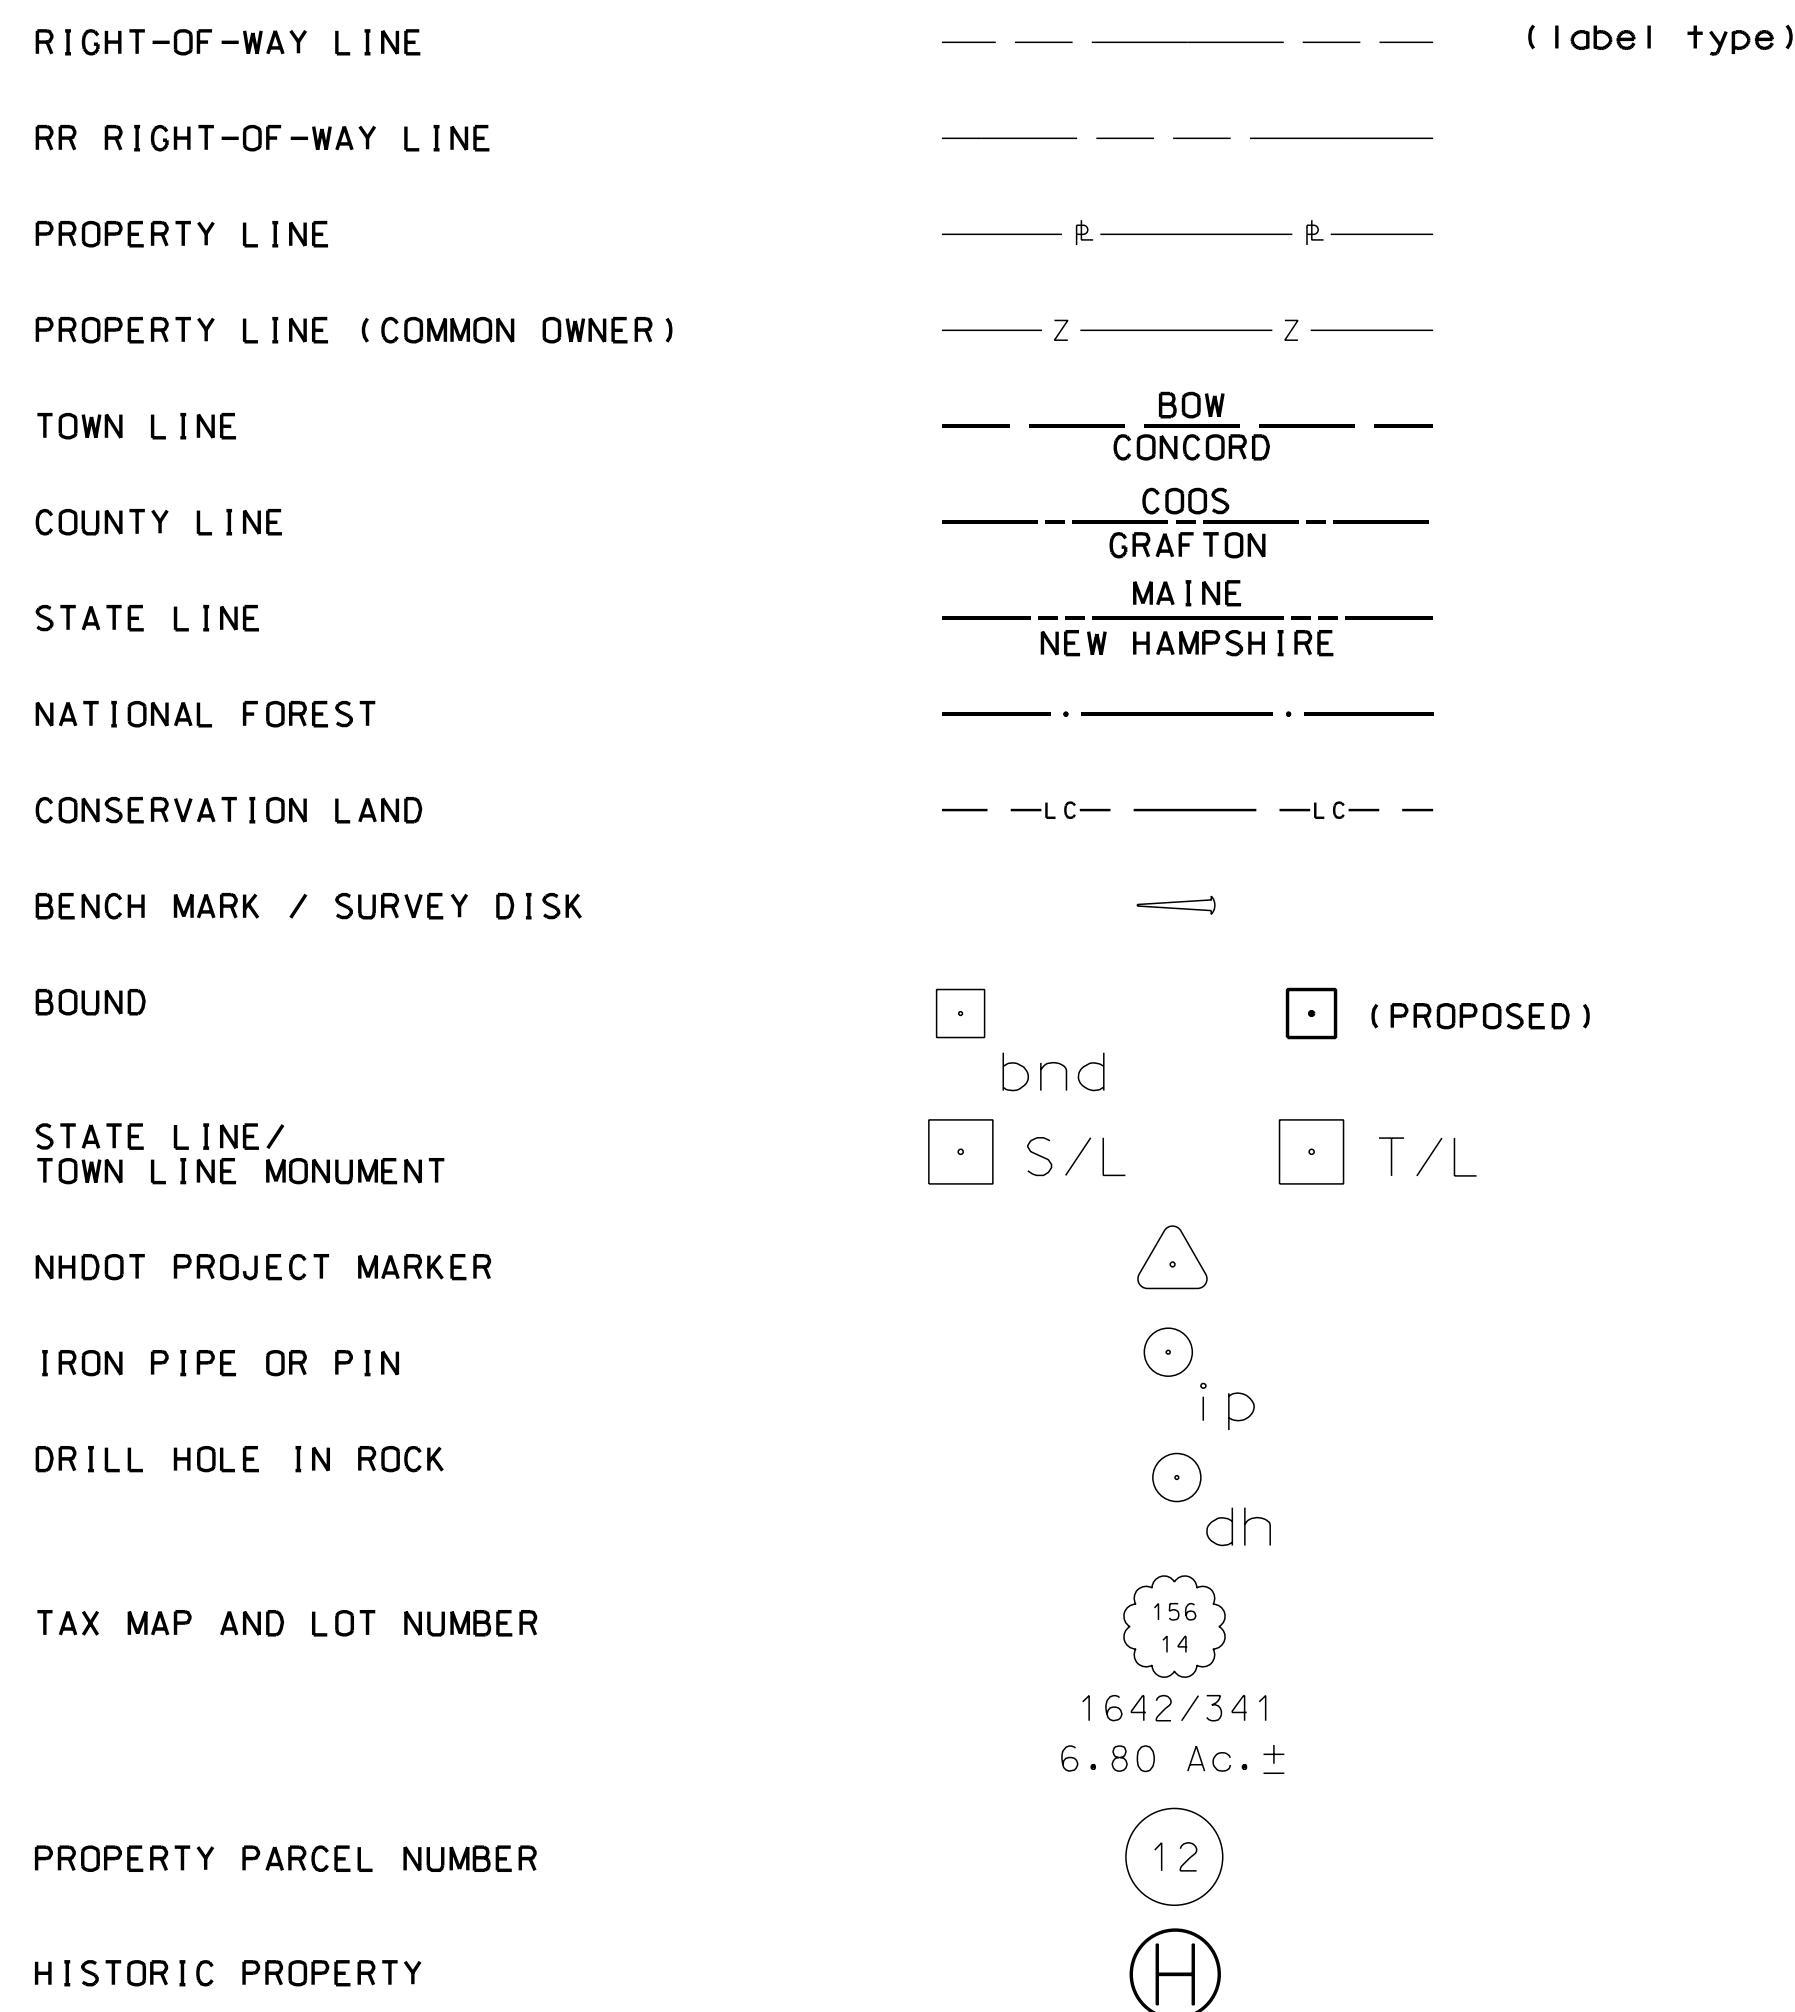 RIGHT-OF-WAY LINE (label type)
RR RIGHT-OF-WAY LINE
PROPERTY LINE ⅊ ⅊
PROPERTY LINE (COMMON OWNER) Z Z
BOW
TOWN LINE
CONCORD
COOS
COUNTY LINE
GRAFTON
MAINE
STATE LINE
NEW HAMPSHIRE
NATIONAL FOREST
CONSERVATION LAND LC LC
BENCH MARK / SURVEY DISK
BOUND (PROPOSED)
bnd
STATE LINE/
TOWN LINE MONUMENT S/L T/L
NHDOT PROJECT MARKER
IRON PIPE OR PIN
ip
DRILL HOLE IN ROCK
dh
TAX MAP AND LOT NUMBER 156
14
1642/341
6.80 Ac.±
PROPERTY PARCEL NUMBER 12
HISTORIC PROPERTY H